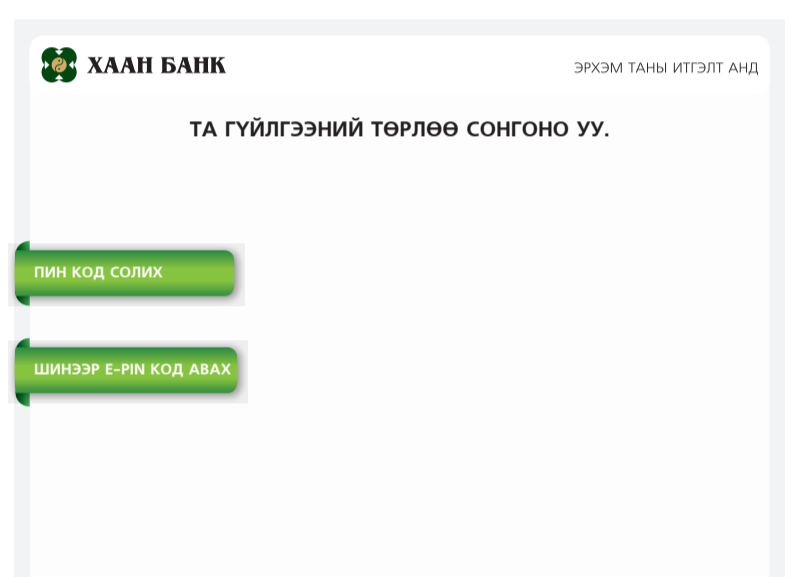 ХААН БАНК
ЭРХЭМ ТАНЫ ИТГЭЛТ АНД
ТА ГҮЙЛГЭЭНИЙ ТӨРЛӨӨ СОНГОНО УУ.
ПИН КОД СОЛИХ
ШИНЭЭР E-PIN КОД АВАХ